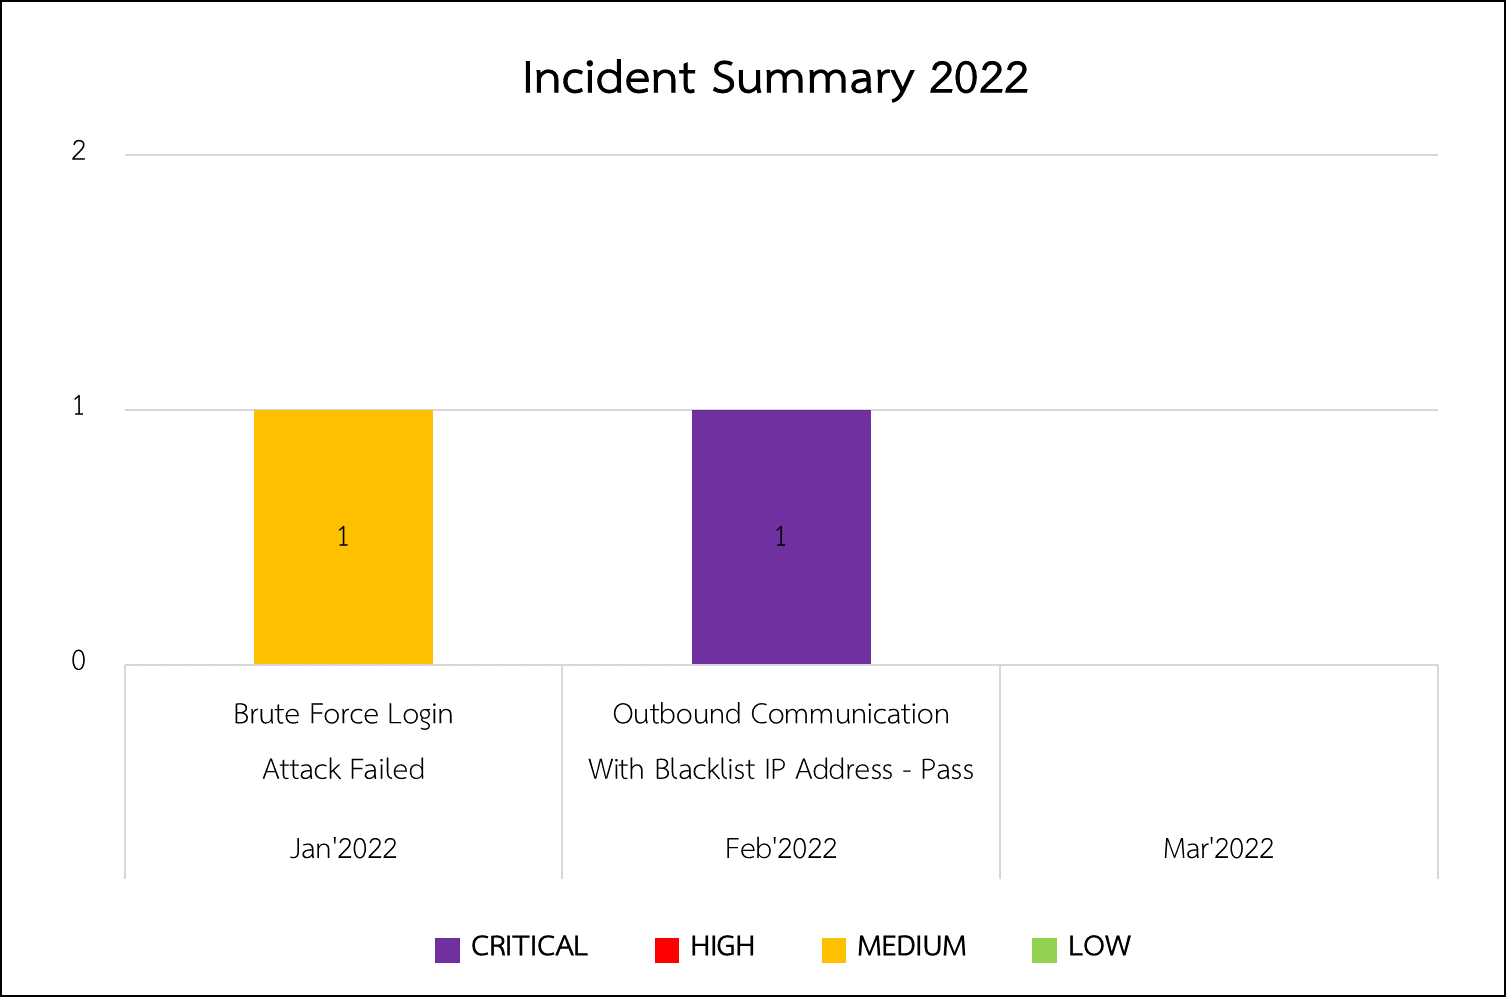 Incident Summary 2022
2
1
0
1
1
Brute Force Login
Attack Failed
Jan'2022
Outbound Communication
With Blacklist IP Address - Pass
Feb'2022
Mar'2022
CRITICAL
HIGH
MEDIUM
LOW